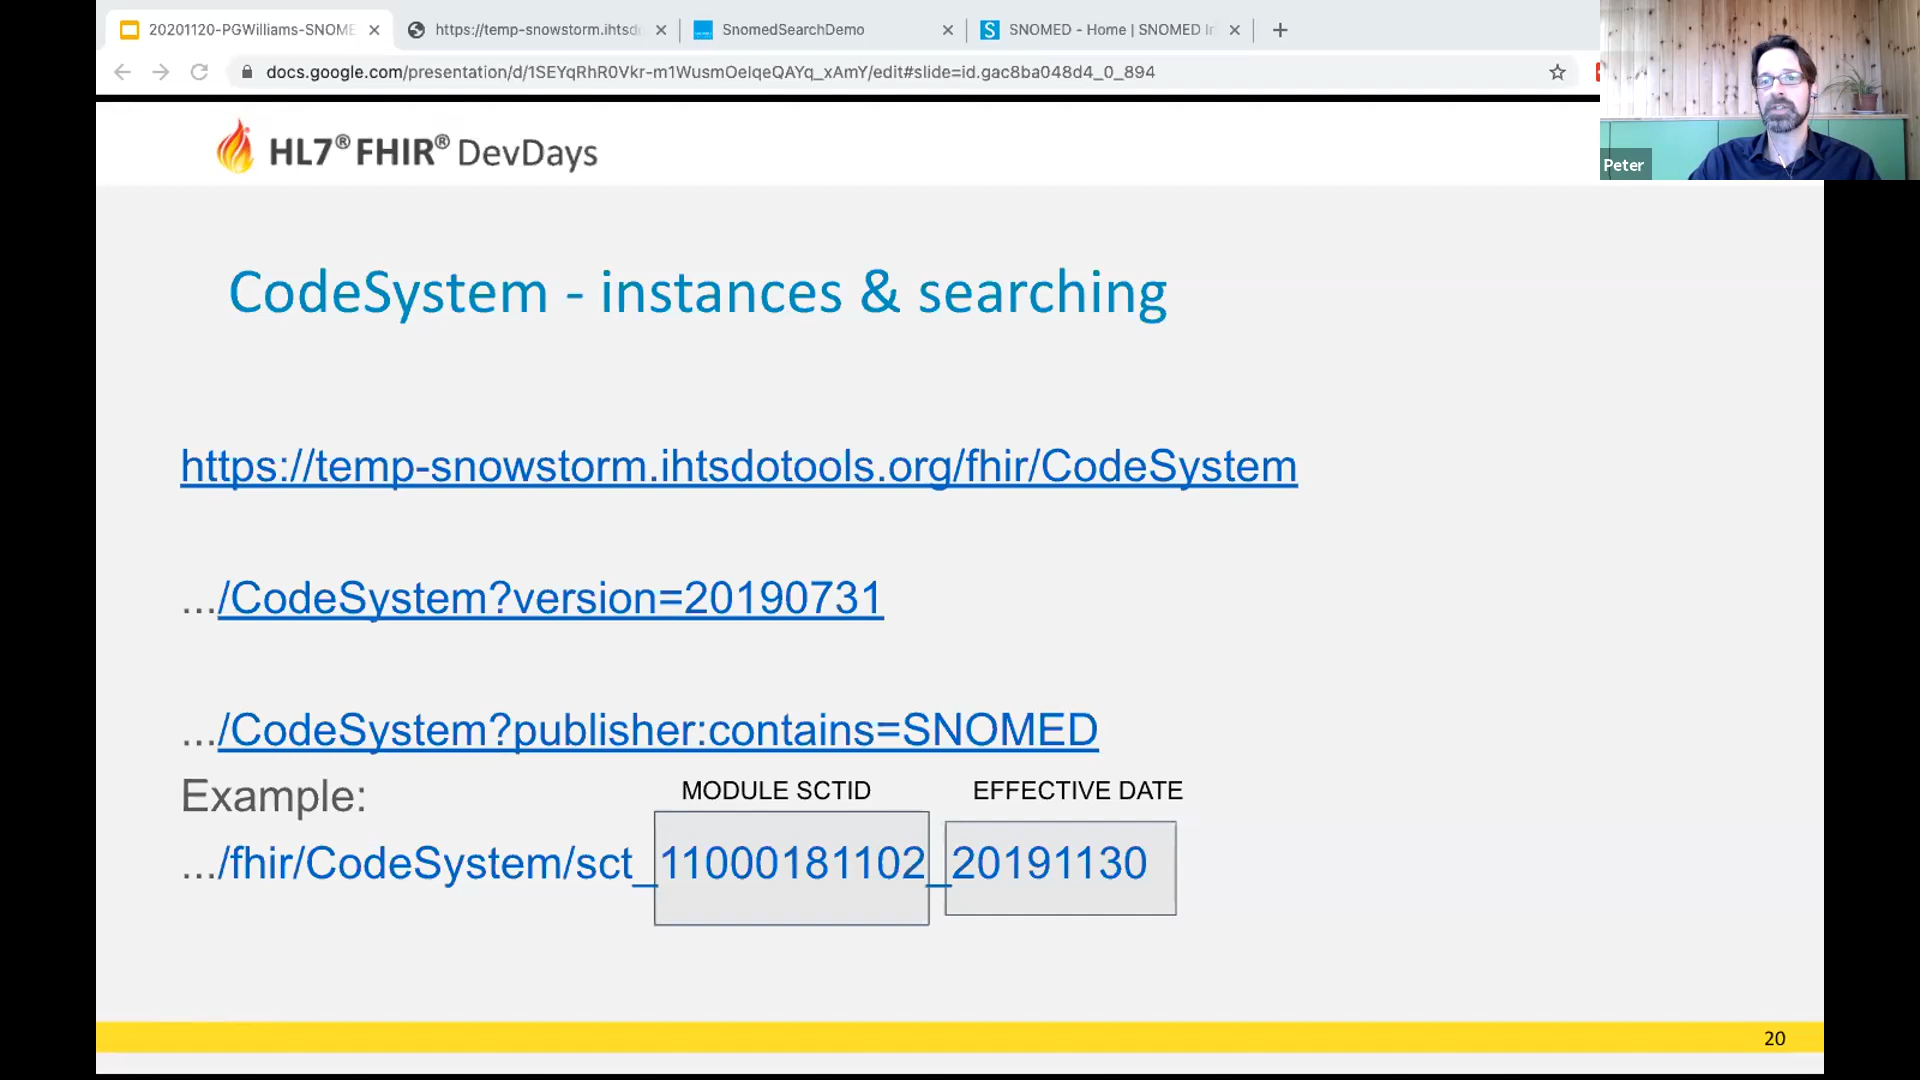 20201120-PGWilliams-SNOME
https://temp-snowstorm.ihtsd
SnomedSearchDemo
SNOMED - Home | SNOMED In
docs.google.com/presentation/d/1SEYqRhR0Vkr-m1WusmOelqeQAYq_xAmY/edit#slide=id.gac8ba048d4_0_894
Peter
HL7® FHIR® DevDays
CodeSystem - instances & searching
https://temp-snowstorm.ihtsdotools.org/fhir/CodeSystem
.../CodeSystem?version=20190731
.../CodeSystem?publisher:contains=SNOMED
Example:
MODULE SCTID EFFECTIVE DATE
.../fhir/CodeSystem/sct_11000181102_20191130
20